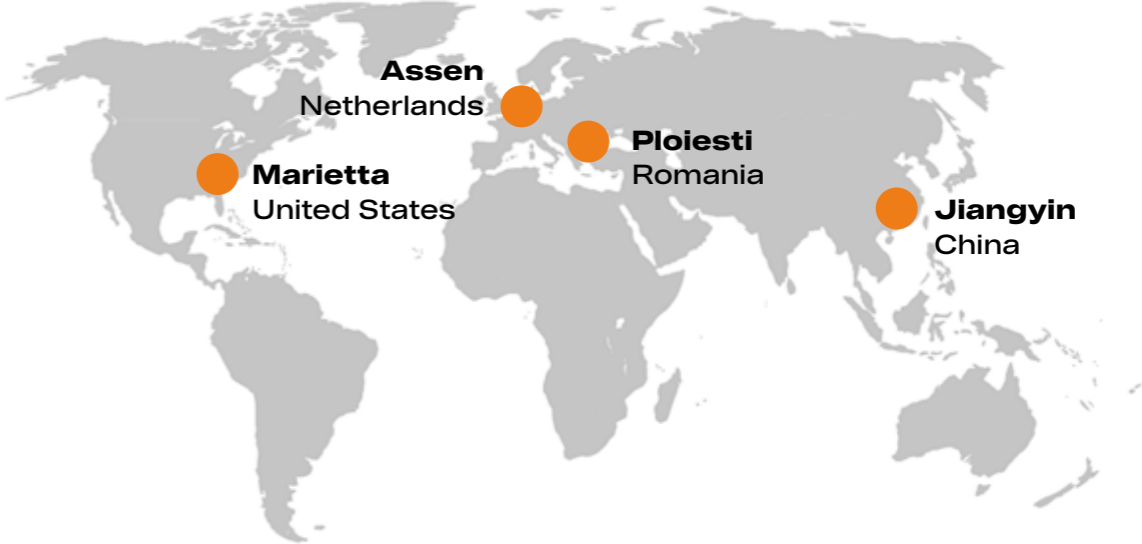 Assen
Netherlands
Ploiesti
Romania
Marietta
United States
Jiangyin
China